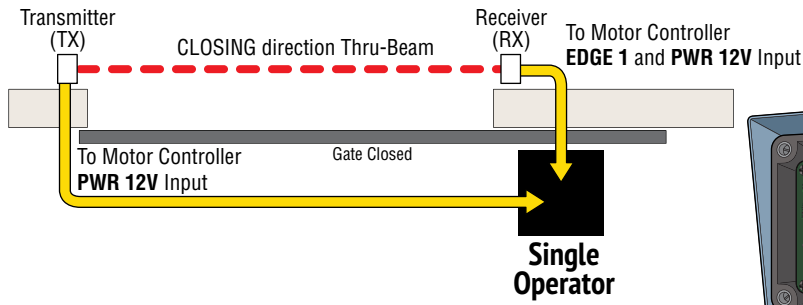 Transmitter
(TX)
CLOSING direction Thru-Beam
Receiver
(RX)
To Motor Controller
EDGE 1 and PWR 12V Input
To Motor Controller
PWR 12V Input
Gate Closed
Single
Operator